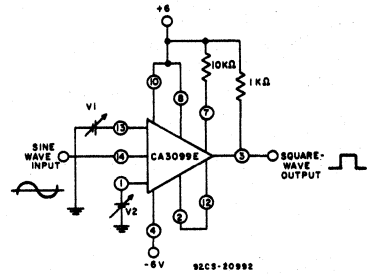 +6
10KΩ
1KΩ
10
8
7
V1
13
SINE WAVE INPUT
14
CA3099E
3
SQUARE-WAVE OUTPUT
1
V2
2
12
4
-6V
92CS-20992